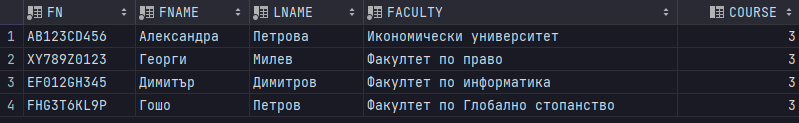 FN FNAME LNAME FACULTY COURSE
1 AB123CD456 Александра Петрова Икономически университет 3
2 XY789Z0123 Георги Милев Факултет по право 3
3 EF012GH345 Димитър Димитров Факултет по информатика 3
4 FHG3T6KL9P Гошо Петров Факултет по Глобално стопанство 3